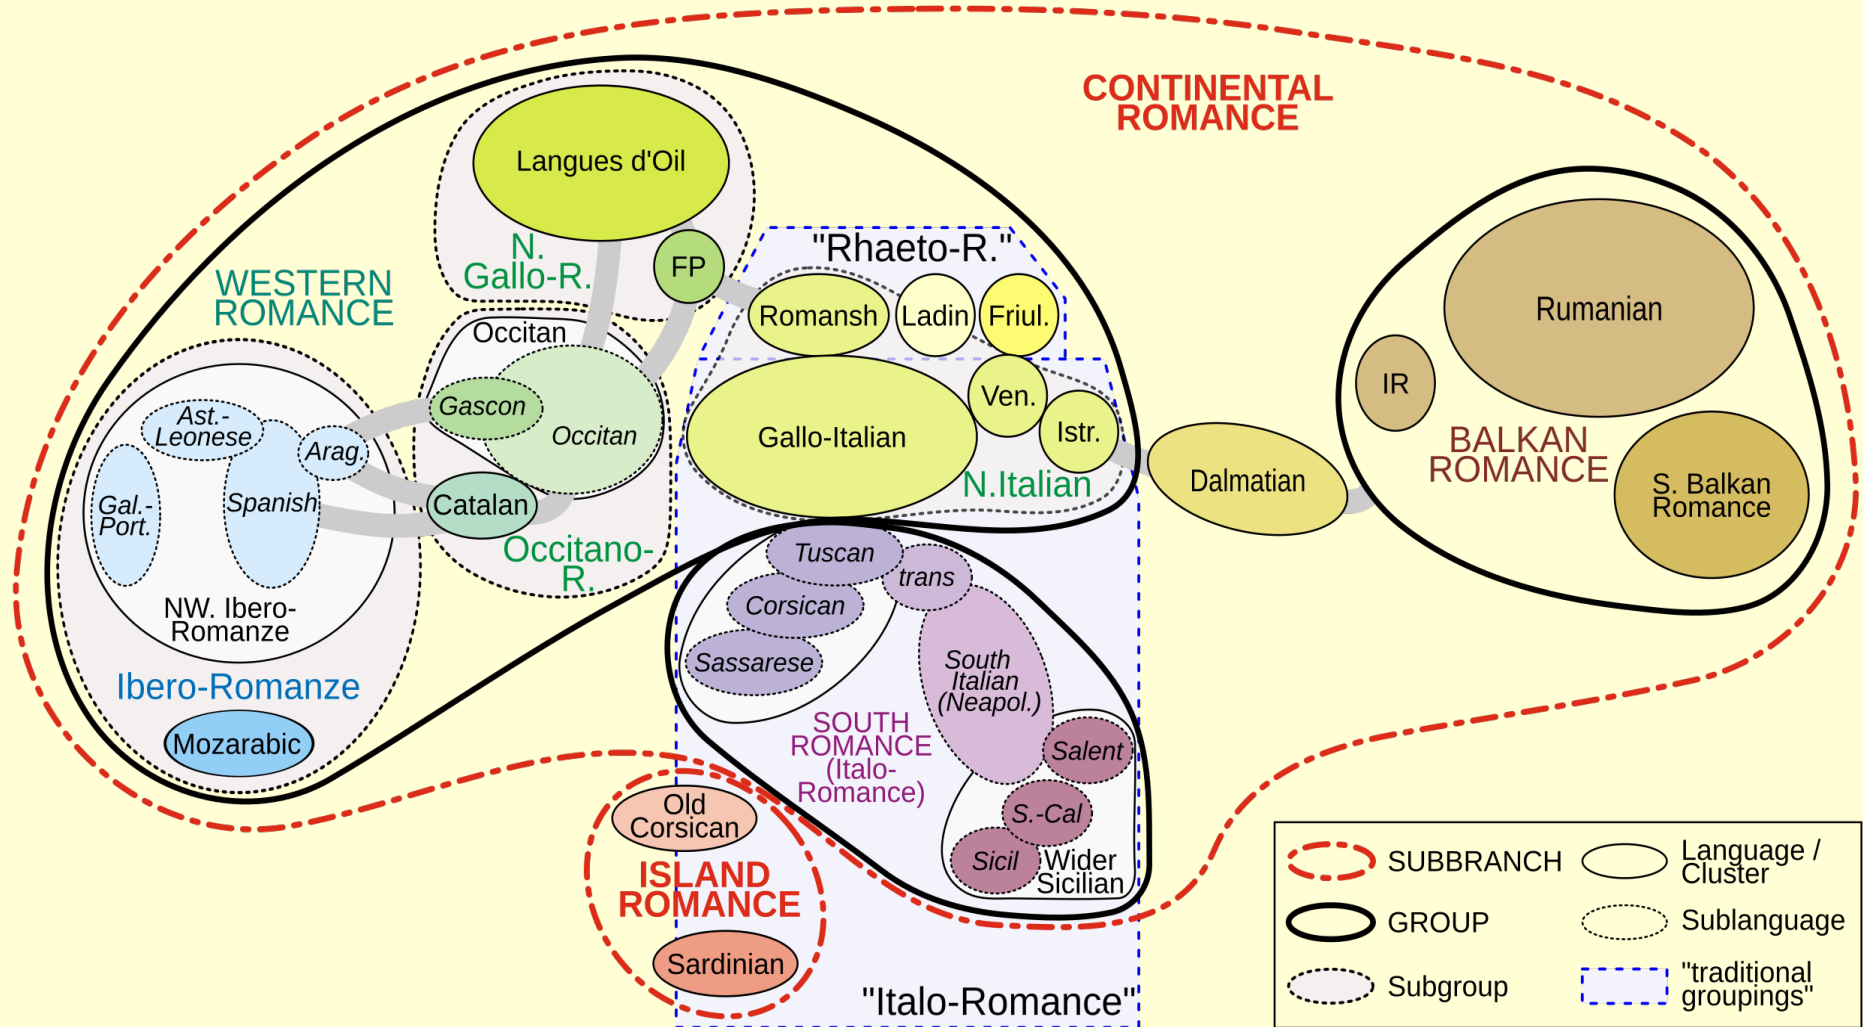 CONTINENTAL
ROMANCE
Langues d'Oil
N.
Gallo-R.
FP
"Rhaeto-R."
WESTERN
ROMANCE
Romansh
Ladin
Friul.
Rumanian
Occitan
Gascon
Occitan
IR
Ven.
Istr.
Gallo-Italian
N.Italian
Dalmatian
BALKAN
ROMANCE
S. Balkan
Romance
Ast.-
Leonese
Arag.
Gal.-
Port.
Spanish
Catalan
Occitano-
R.
NW. Ibero-
Romanze
Ibero-Romanze
Mozarabic
Tuscan
trans
Corsican
Sassarese
South
Italian
(Neapol.)
SOUTH
ROMANCE
(Italo-
Romance)
Salent
S.-Cal
Sicil
Wider
Sicilian
Old
Corsican
ISLAND
ROMANCE
Sardinian
"Italo-Romance"
SUBBRANCH
Language /
Cluster
GROUP
Sublanguage
Subgroup
"traditional
groupings"